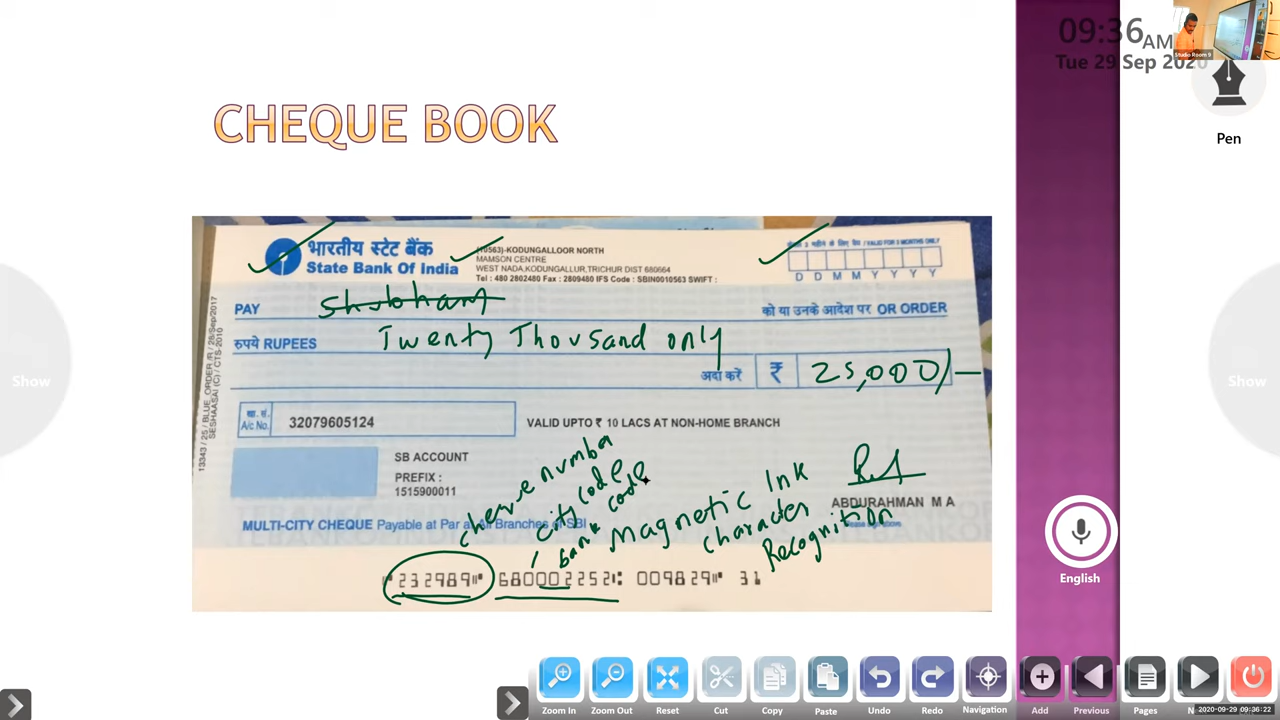 09:36 AM
Tue 29 Sep 2020
Studio Room 9
Pen
CHEQUE BOOK
भारतीय स्टेट बैंक
State Bank Of India
(10563)-KODUNGALLOOR NORTH
MAMSON CENTRE
WEST NADA,KODUNGALLUR,TRICHUR DIST 680664
Tel : 480 2802480 Fax : 2809480 IFS Code : SBIN0010563 SWIFT :
3 महीने के लिए वैध / VALID FOR 3 MONTHS ONLY
D D M M Y Y Y Y
PAY Shubham को या उनके आदेश पर OR ORDER
रुपये RUPEES Twenty Thousand only
अदा करें ₹ 25,000/-
खा. सं.
A/c No. 32079605124
VALID UPTO ₹ 10 LACS AT NON-HOME BRANCH
SB ACCOUNT
PREFIX :
1515900011
ABDURAHMAN M A
MULTI-CITY CHEQUE Payable at Par at All Branches of SBI
city code
bank code
Magnetic Ink
Character
Recognition
232989 680002252 009829 31
Show
Show
English
Zoom In Zoom Out Reset Cut Copy Paste Undo Redo Navigation Add Previous Pages
2020-09-29 09:36:22